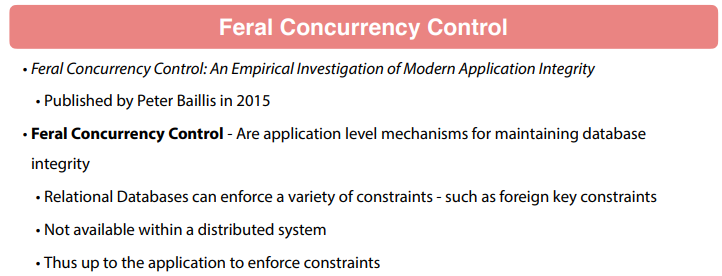 Feral Concurrency Control
• Feral Concurrency Control: An Empirical Investigation of Modern Application Integrity
• Published by Peter Baillis in 2015
• Feral Concurrency Control - Are application level mechanisms for maintaining database
integrity
• Relational Databases can enforce a variety of constraints - such as foreign key constraints
• Not available within a distributed system
• Thus up to the application to enforce constraints